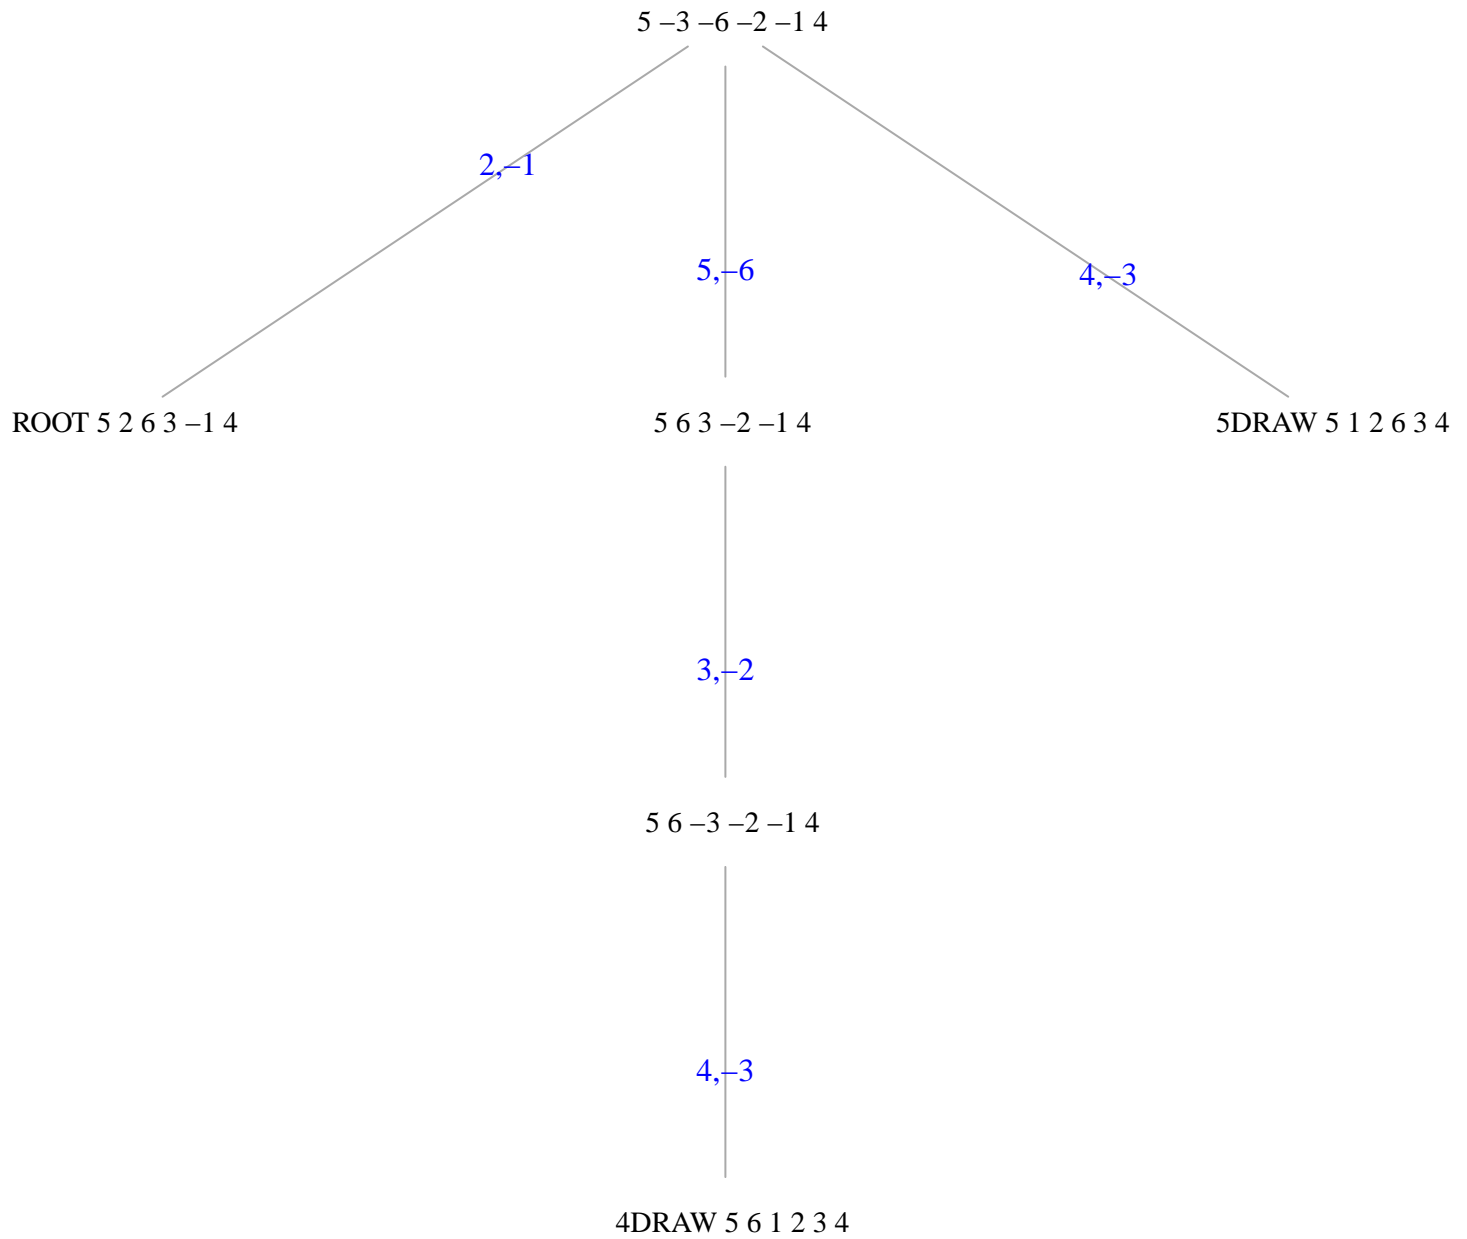 5 –3 –6 –2 –1 4
2,–1
5,–6
4,–3
ROOT 5 2 6 3 –1 4
5 6 3 –2 –1 4
5DRAW 5 1 2 6 3 4
3,–2
5 6 –3 –2 –1 4
4,–3
4DRAW 5 6 1 2 3 4